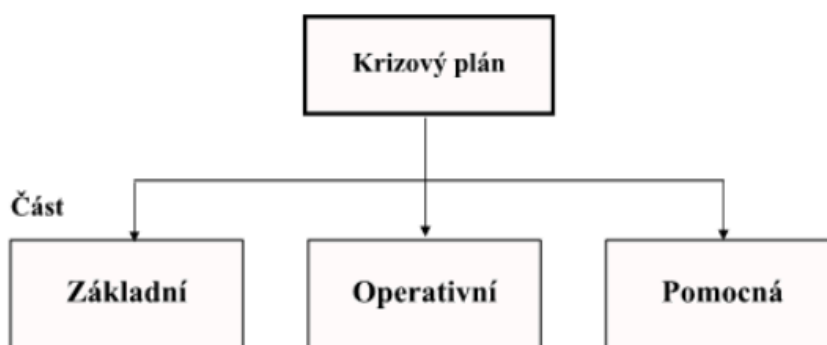 Krizový plán
Část
Základní
Operativní
Pomocná